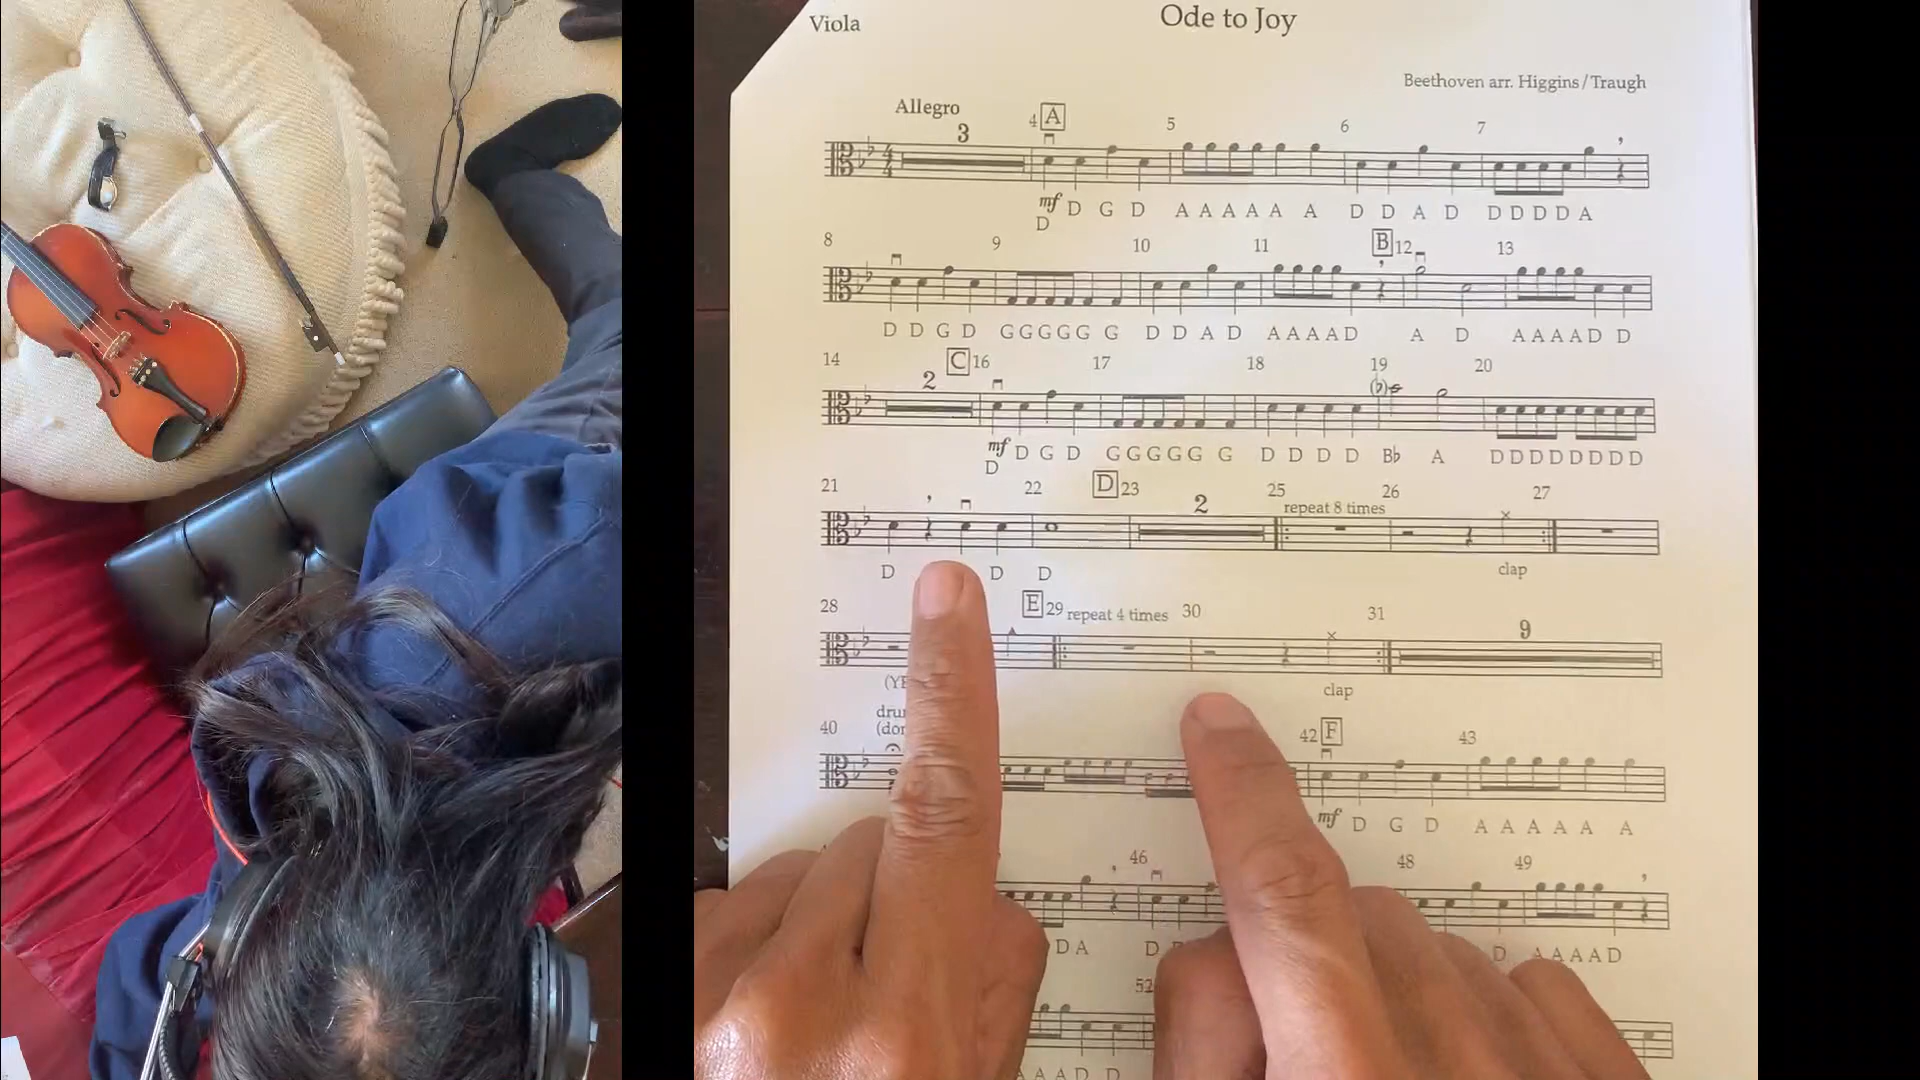 Ode to Joy
Viola
Beethoven arr. Higgins/Traugh
Allegro
3 4 A 5 6 7
mf D G D A A A A A A D D A D D D D D A
D
8 9 10 11 B 12 13
D D G D G G G G G G D D A D A A A A D A D A A A A D D
14 2 C 16 17 18 19 20
mf D G D G G G G G G D D D D Bb A D D D D D D D D
D
21 22 D 23 2 25 repeat 8 times 26 27
D D D clap
28 E 29 repeat 4 times 30 31 9
clap
40 42 F 43
mf D G D A A A A A A
46 48 49
D A D D A A A A D
52
A A D D